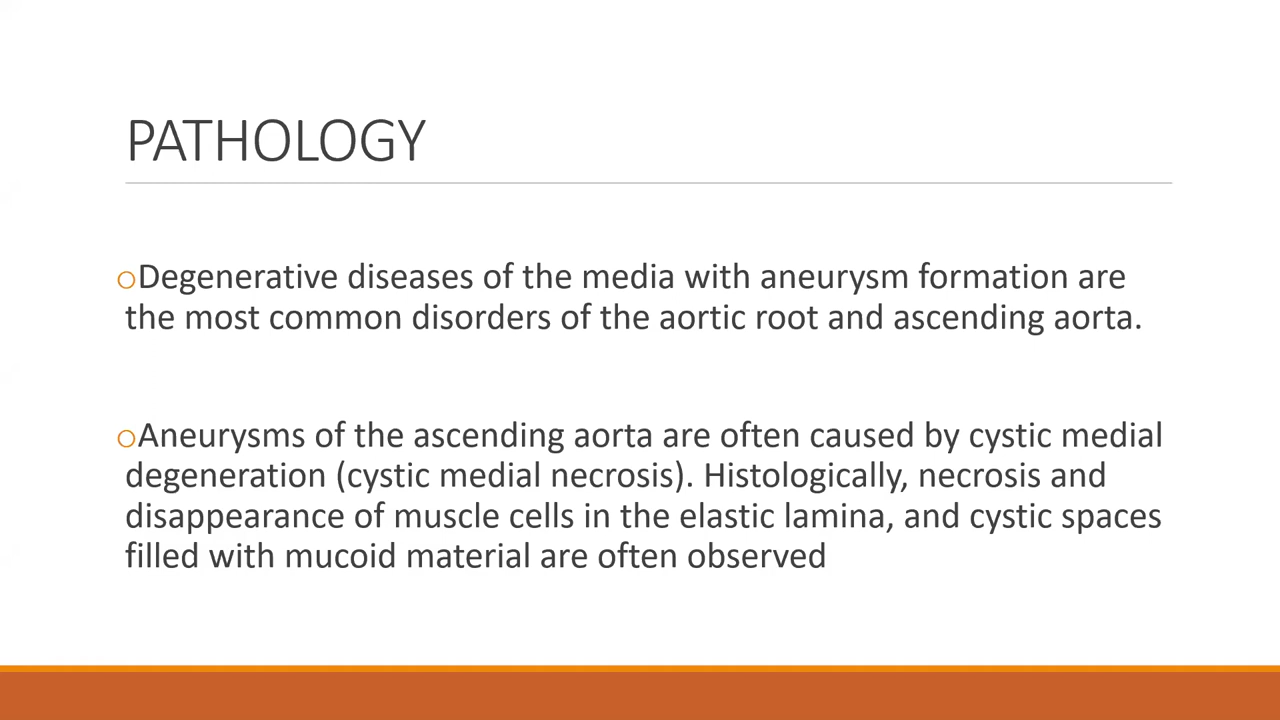 PATHOLOGY
oDegenerative diseases of the media with aneurysm formation are
the most common disorders of the aortic root and ascending aorta.
oAneurysms of the ascending aorta are often caused by cystic medial
degeneration (cystic medial necrosis). Histologically, necrosis and
disappearance of muscle cells in the elastic lamina, and cystic spaces
filled with mucoid material are often observed